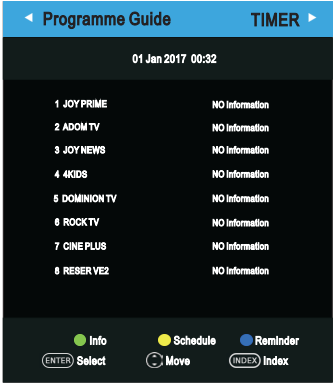 Programme Guide TIMER
01 Jan 2017 00:32
1 JOY PRIME NO Information
2 ADOM TV NO Information
3 JOY NEWS NO Information
4 4KIDS NO Information
5 DOMINION TV NO Information
6 ROCK TV NO Information
7 CINE PLUS NO Information
8 RESERVE2 NO Information
Info Schedule Reminder
ENTER Select Move INDEX Index